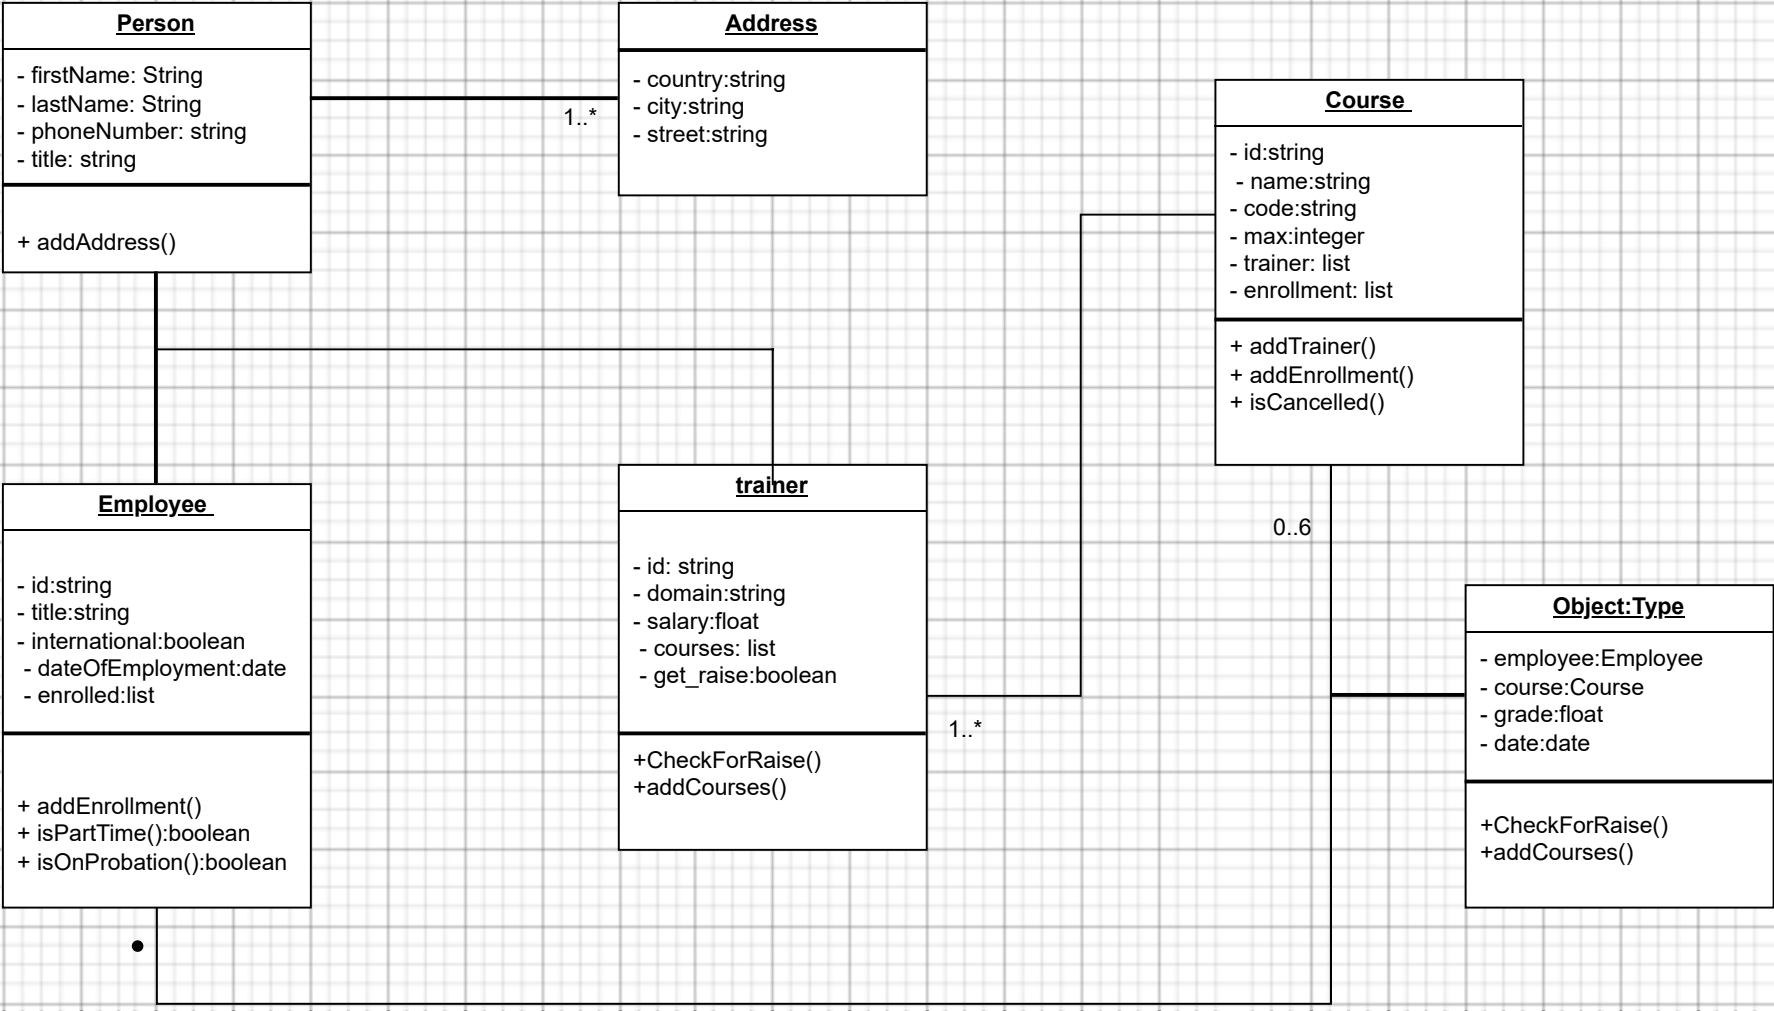 Person
- firstName: String
- lastName: String
- phoneNumber: string
- title: string
+ addAddress()
Address
- country:string
- city:string
- street:string
1..*
Course
- id:string
- name:string
- code:string
- max:integer
- trainer: list
- enrollment: list
+ addTrainer()
+ addEnrollment()
+ isCancelled()
Employee
- id:string
- title:string
- international:boolean
- dateOfEmployment:date
- enrolled:list
+ addEnrollment()
+ isPartTime():boolean
+ isOnProbation():boolean
trainer
- id: string
- domain:string
- salary:float
- courses: list
- get_raise:boolean
+CheckForRaise()
+addCourses()
1..*
0..6
Object:Type
- employee:Employee
- course:Course
- grade:float
- date:date
+CheckForRaise()
+addCourses()